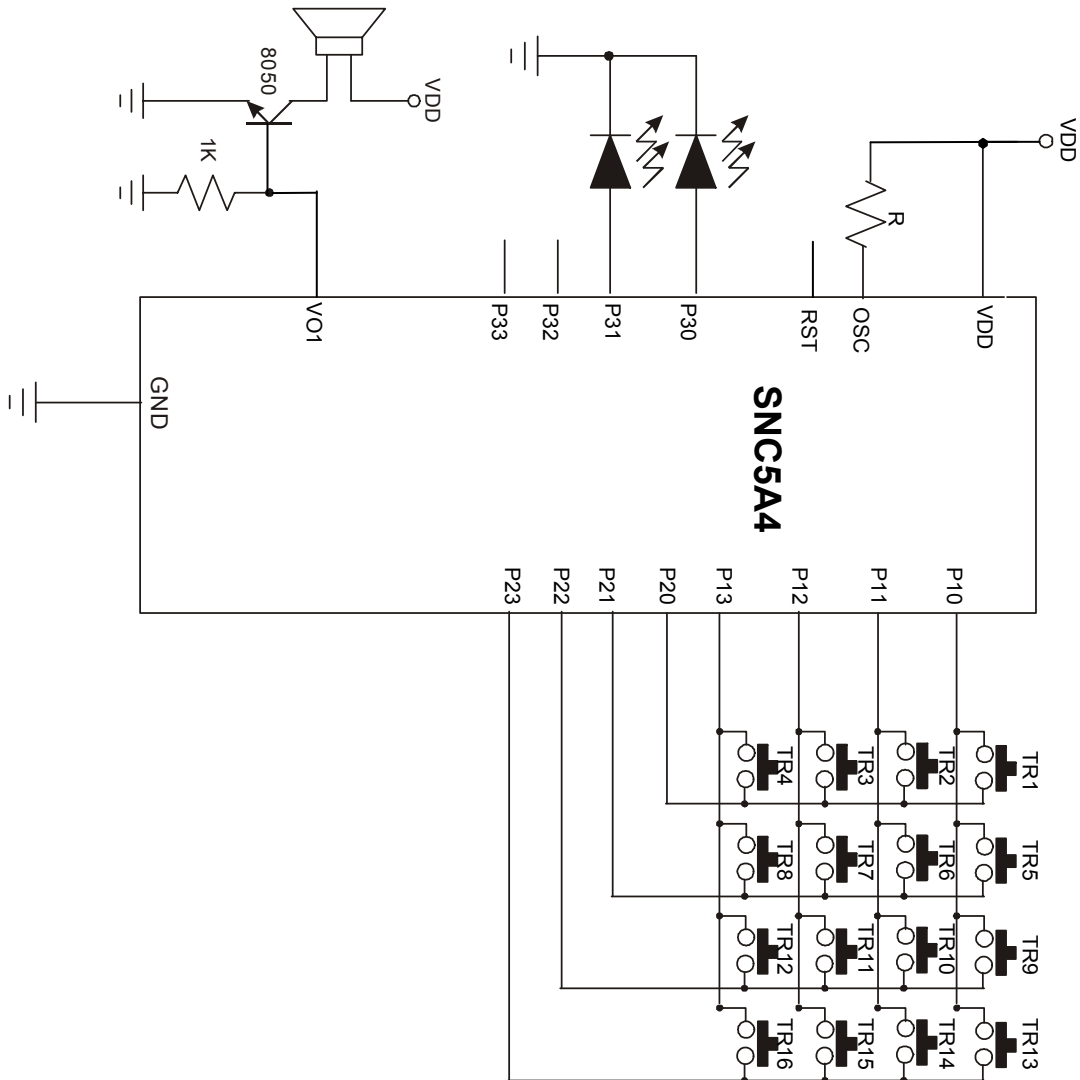 8050
VDD
1K
VDD
R
VO1
P33
P32
P31
P30
RST
OSC
VDD
GND
SNC5A4
P23
P22
P21
P20
P13
P12
P11
P10
TR4
TR3
TR2
TR1
TR8
TR7
TR6
TR5
TR12
TR11
TR10
TR9
TR16
TR15
TR14
TR13